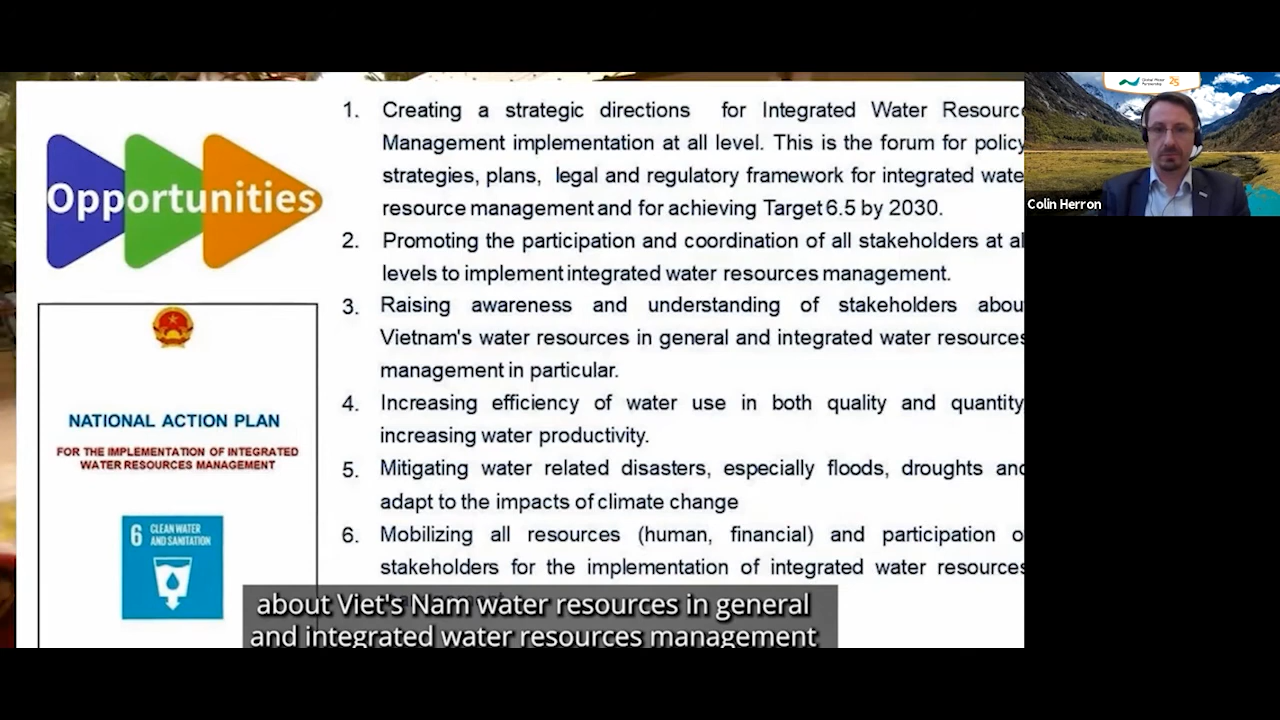 Opportunities
NATIONAL ACTION PLAN
FOR THE IMPLEMENTATION OF INTEGRATED
WATER RESOURCES MANAGEMENT
6 CLEAN WATER
AND SANITATION
1. Creating a strategic directions for Integrated Water Resourc
Management implementation at all level. This is the forum for policy
strategies, plans, legal and regulatory framework for integrated wate
resource management and for achieving Target 6.5 by 2030.
2. Promoting the participation and coordination of all stakeholders at al
levels to implement integrated water resources management.
3. Raising awareness and understanding of stakeholders abou
Vietnam's water resources in general and integrated water resources
management in particular.
4. Increasing efficiency of water use in both quality and quantity
increasing water productivity.
5. Mitigating water related disasters, especially floods, droughts and
adapt to the impacts of climate change
6. Mobilizing all resources (human, financial) and participation o
stakeholders for the implementation of integrated water resources
about Viet's Nam water resources in general
and integrated water resources management
Global Water
Partnership
25
Colin Herron